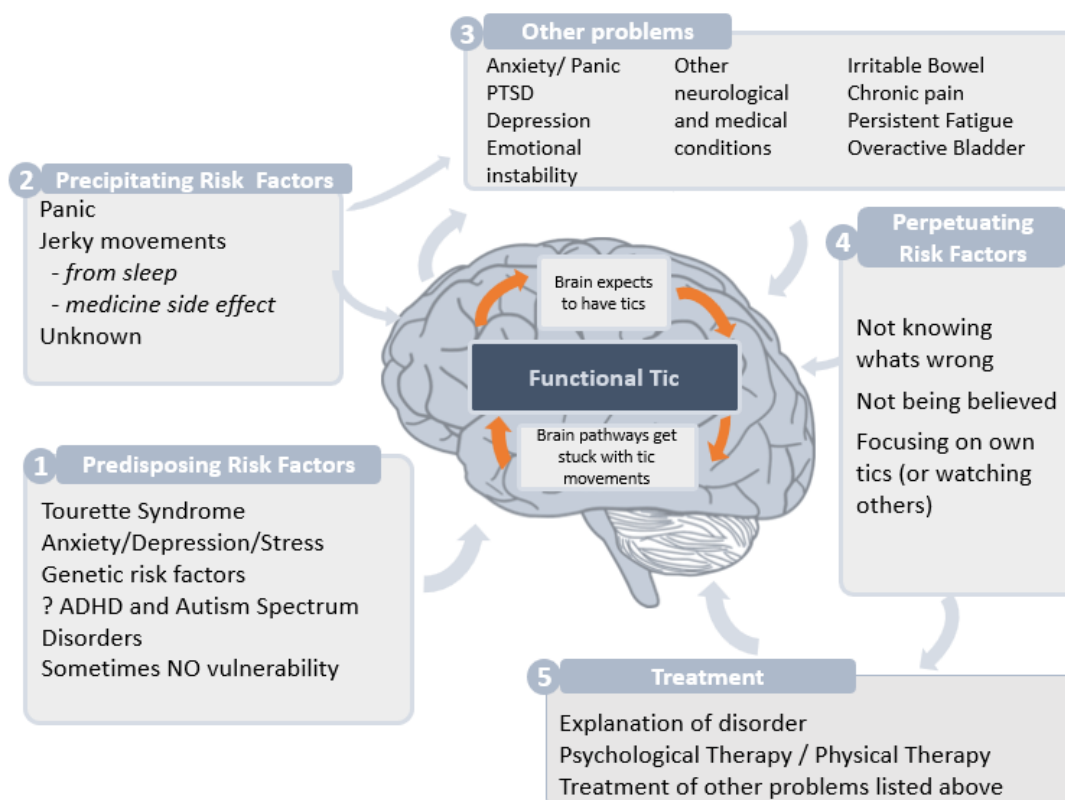 3 Other problems
Anxiety/ Panic
PTSD
Depression
Emotional
instability
Other
neurological
and medical
conditions
Irritable Bowel
Chronic pain
Persistent Fatigue
Overactive Bladder
2 Precipitating Risk Factors
Panic
Jerky movements
- from sleep
- medicine side effect
Unknown
4 Perpetuating
Risk Factors
Not knowing
whats wrong
Not being believed
Focusing on own
tics (or watching
others)
Brain expects
to have tics
Functional Tic
Brain pathways get
stuck with tic
movements
1 Predisposing Risk Factors
Tourette Syndrome
Anxiety/Depression/Stress
Genetic risk factors
? ADHD and Autism Spectrum
Disorders
Sometimes NO vulnerability
5 Treatment
Explanation of disorder
Psychological Therapy / Physical Therapy
Treatment of other problems listed above